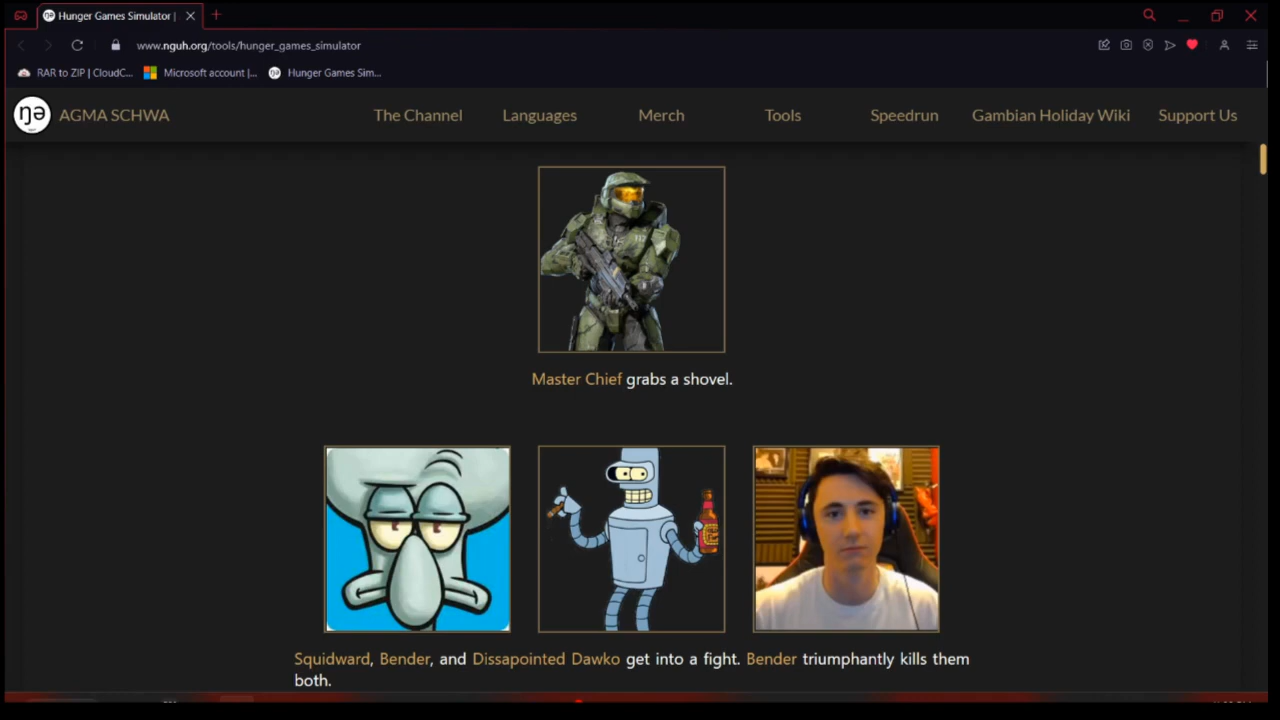 Hunger Games Simulator |
www.nguh.org/tools/hunger_games_simulator
RAR to ZIP | CloudC... Microsoft account |... Hunger Games Sim...
ŋə AGMA SCHWA The Channel Languages Merch Tools Speedrun Gambian Holiday Wiki Support Us
Master Chief grabs a shovel.
Squidward, Bender, and Dissapointed Dawko get into a fight. Bender triumphantly kills them
both.